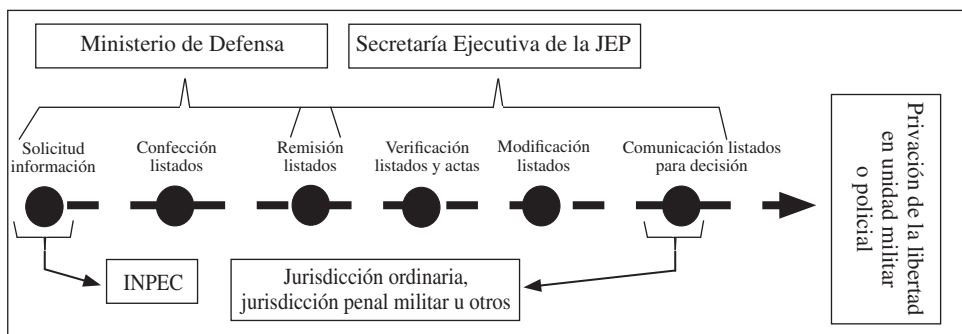 Ministerio de Defensa
Secretaría Ejecutiva de la JEP
Solicitud
información
Confección
listados
Remisión
listados
Verificación
listados y actas
Modificación
listados
Comunicación listados
para decisión
Privación de la libertad
en unidad militar
o policial
INPEC
Jurisdicción ordinaria,
jurisdicción penal militar u otros